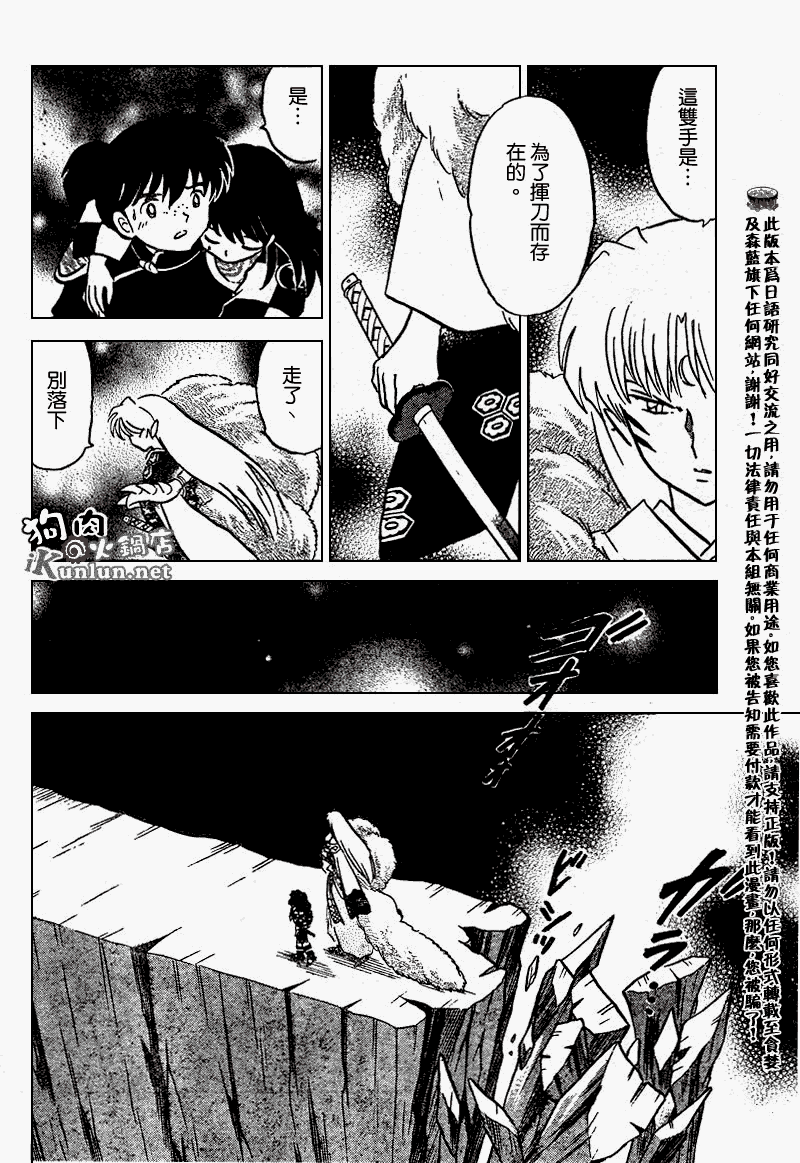 這雙手是…
為了揮刀而存
在的。
是…
走了、
別落下
狗肉
の火鍋店
iKunlun.net
ゴオオオ
ビシ
ビシ
此版本爲日語研究同好交流之用,請勿用于任何商業用途。如您喜歡此作品,請支持正版!請勿以任何形式轉載至貪婪
及森藍旗下任何網站,謝謝!一切法律責任與本組無關。如果您被告知需要付款才能看到此漫畫,那麼,您被騙了!